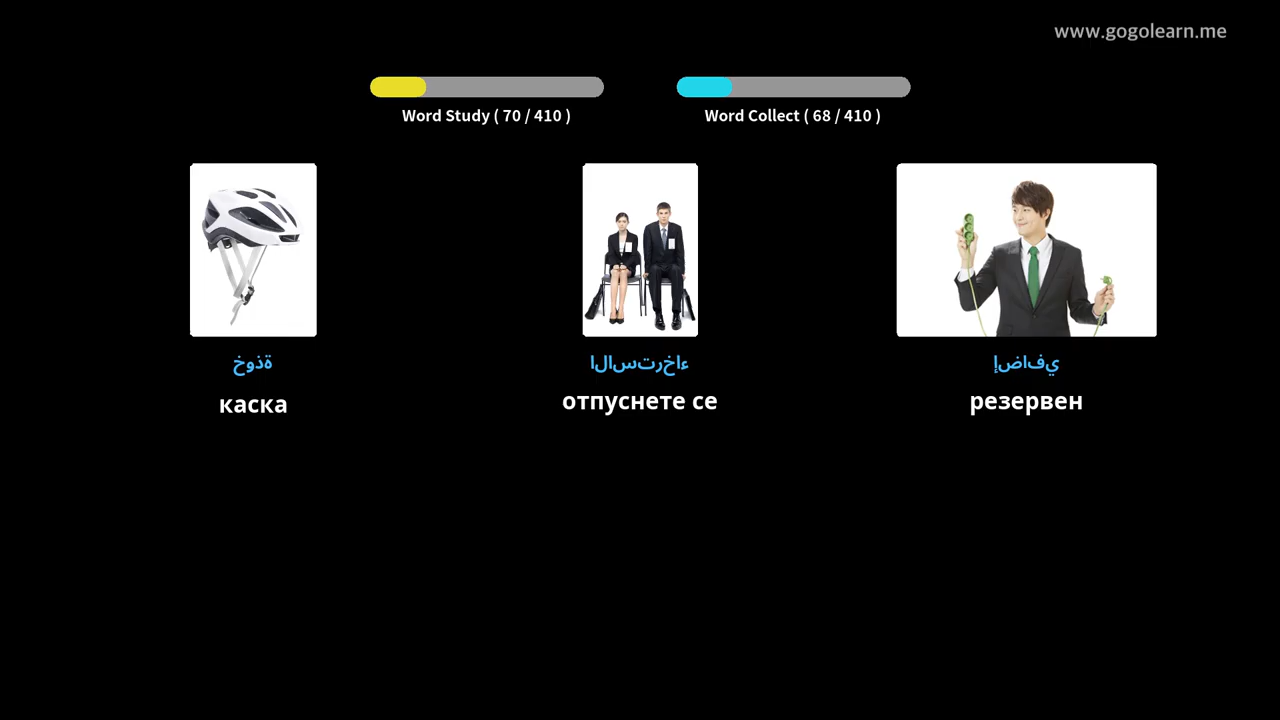 www.gogolearn.me
Word Study ( 70 / 410 )
Word Collect ( 68 / 410 )
خوذة
الاسترخاء
إضافي
каска
отпуснете се
резервен